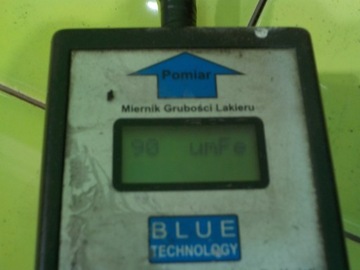 Pomiar
Miernik Grubości Lakieru
90 umFe
BLUE
TECHNOLOGY